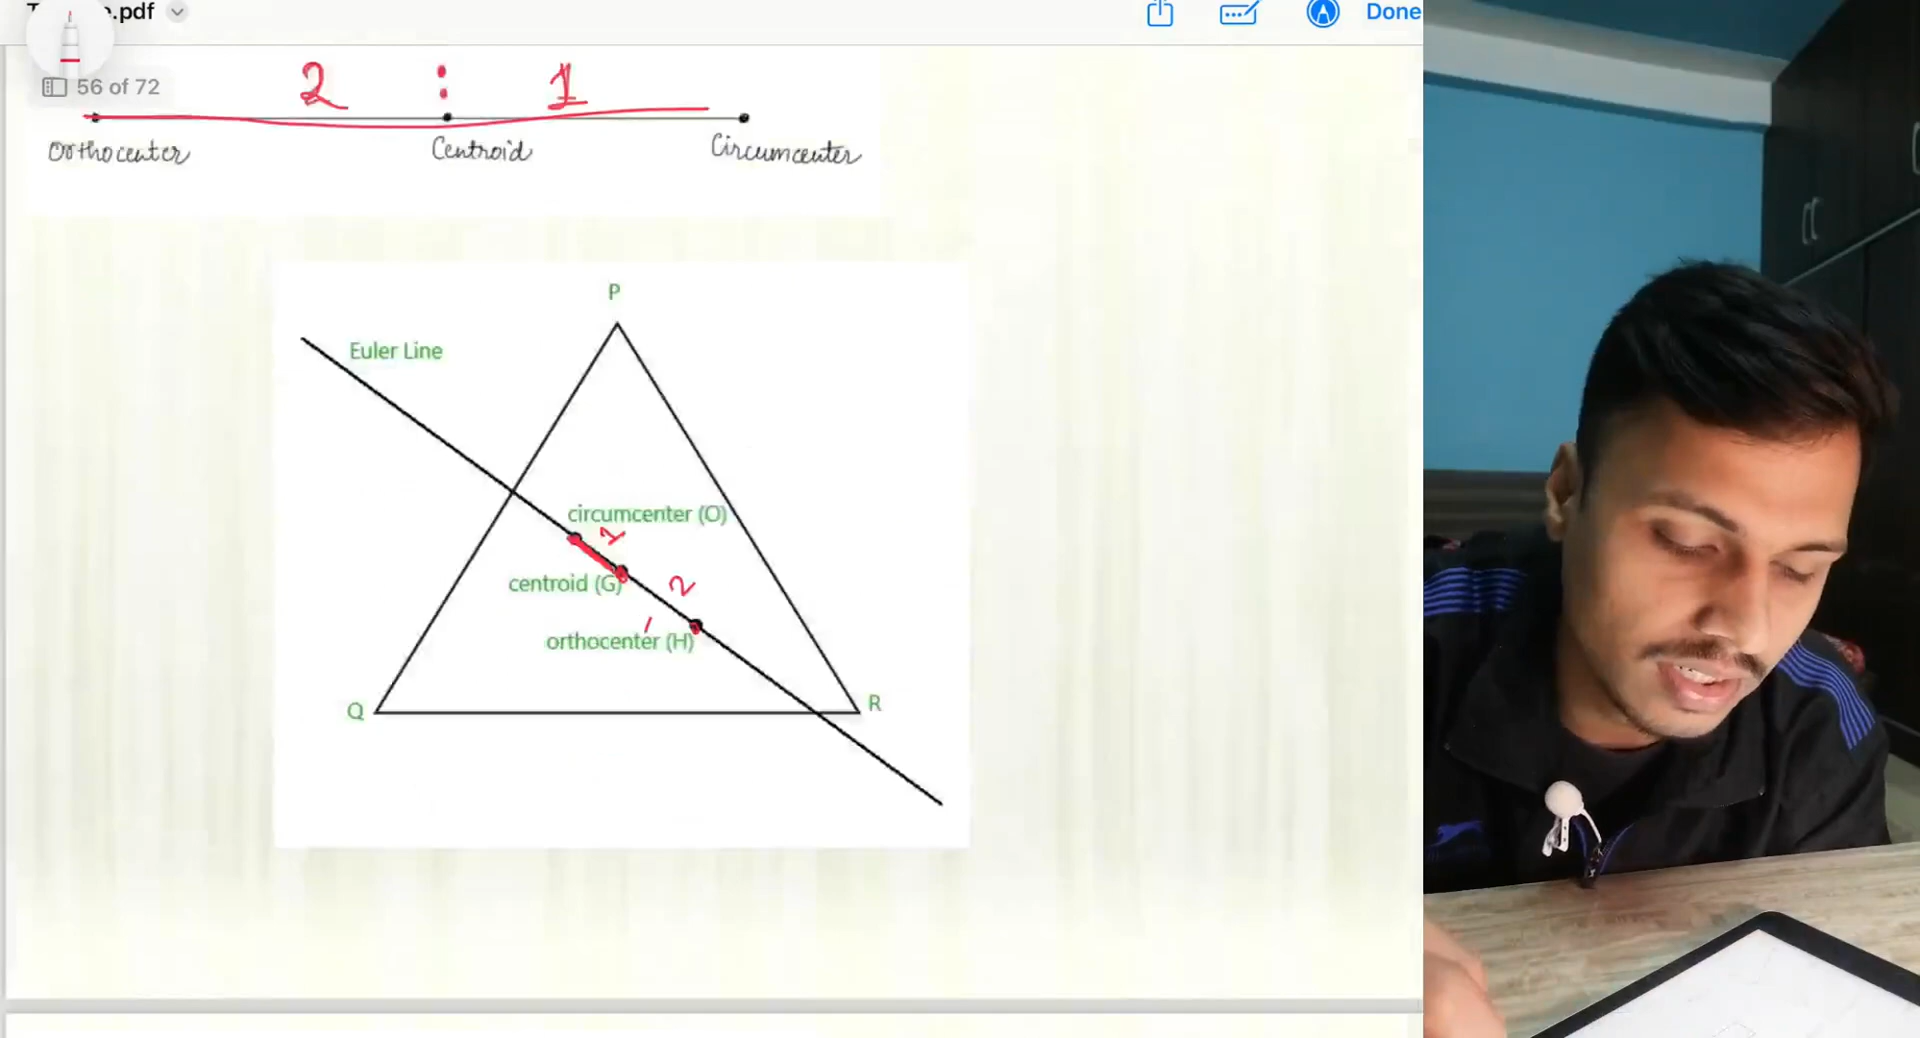 .pdf
Done
56 of 72
2 : 1
Orthocenter Centroid Circumcenter
P
Euler Line
circumcenter (O)
1
centroid (G)
2
orthocenter (H)
Q
R